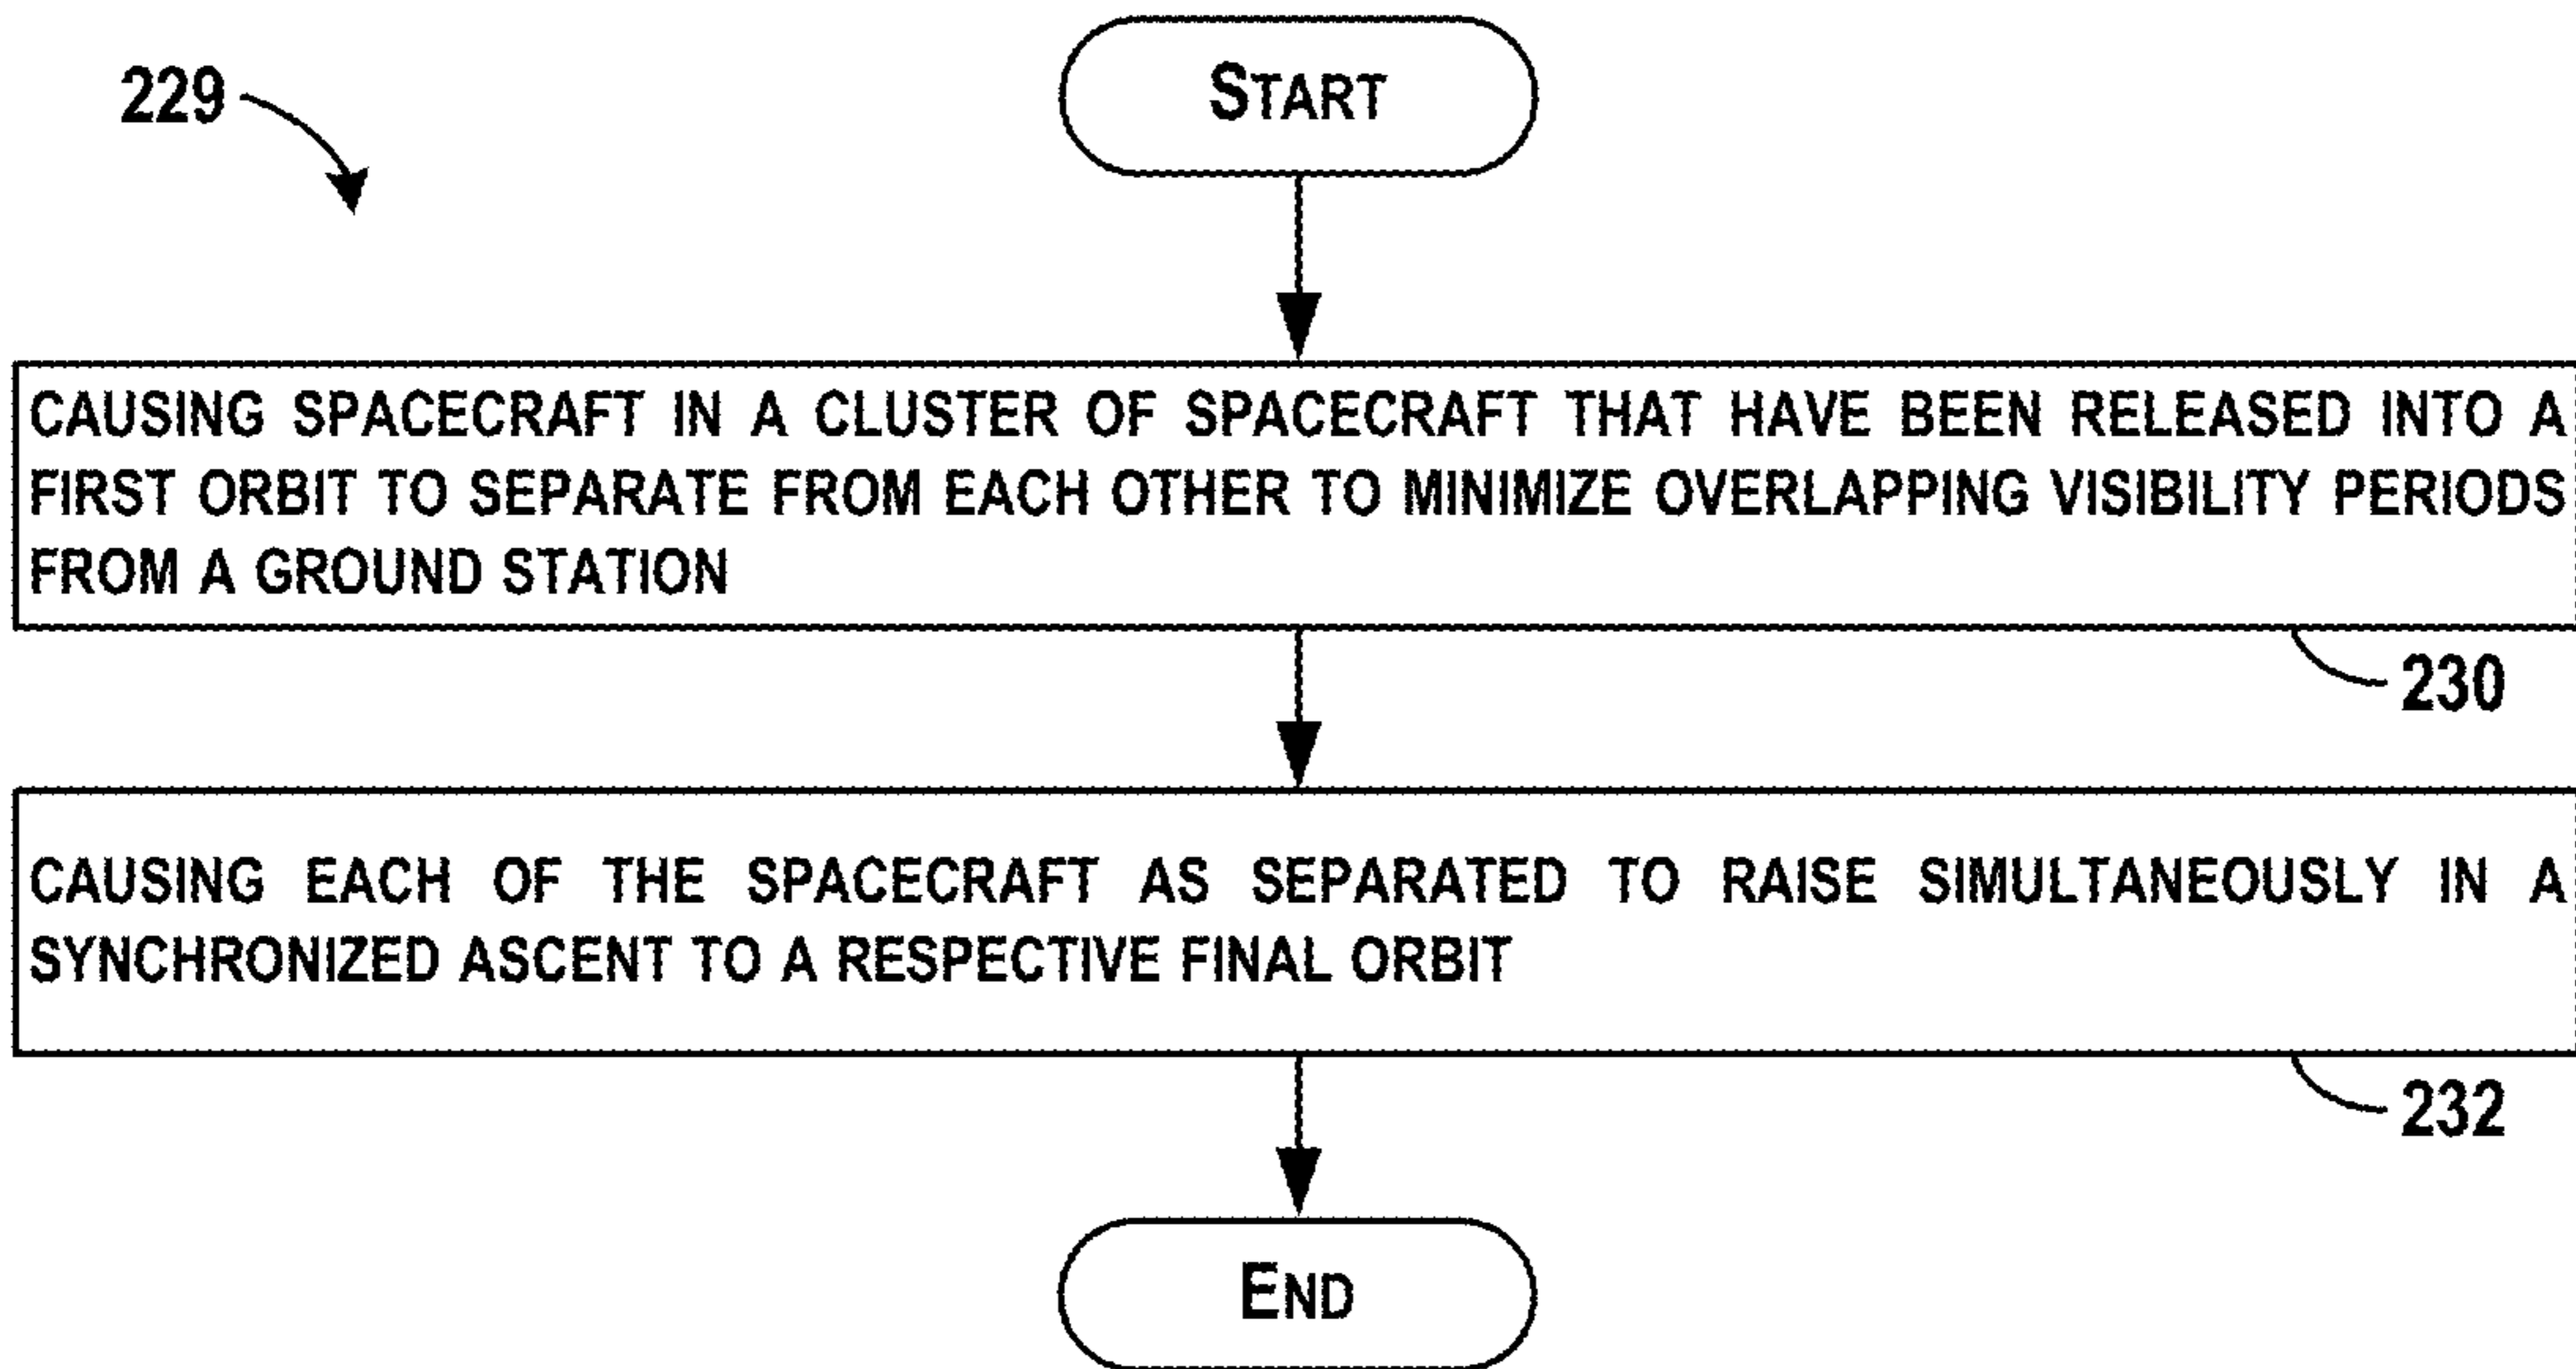 229
START
CAUSING SPACECRAFT IN A CLUSTER OF SPACECRAFT THAT HAVE BEEN RELEASED INTO A
FIRST ORBIT TO SEPARATE FROM EACH OTHER TO MINIMIZE OVERLAPPING VISIBILITY PERIODS
FROM A GROUND STATION
230
CAUSING EACH OF THE SPACECRAFT AS SEPARATED TO RAISE SIMULTANEOUSLY IN A
SYNCHRONIZED ASCENT TO A RESPECTIVE FINAL ORBIT
232
END